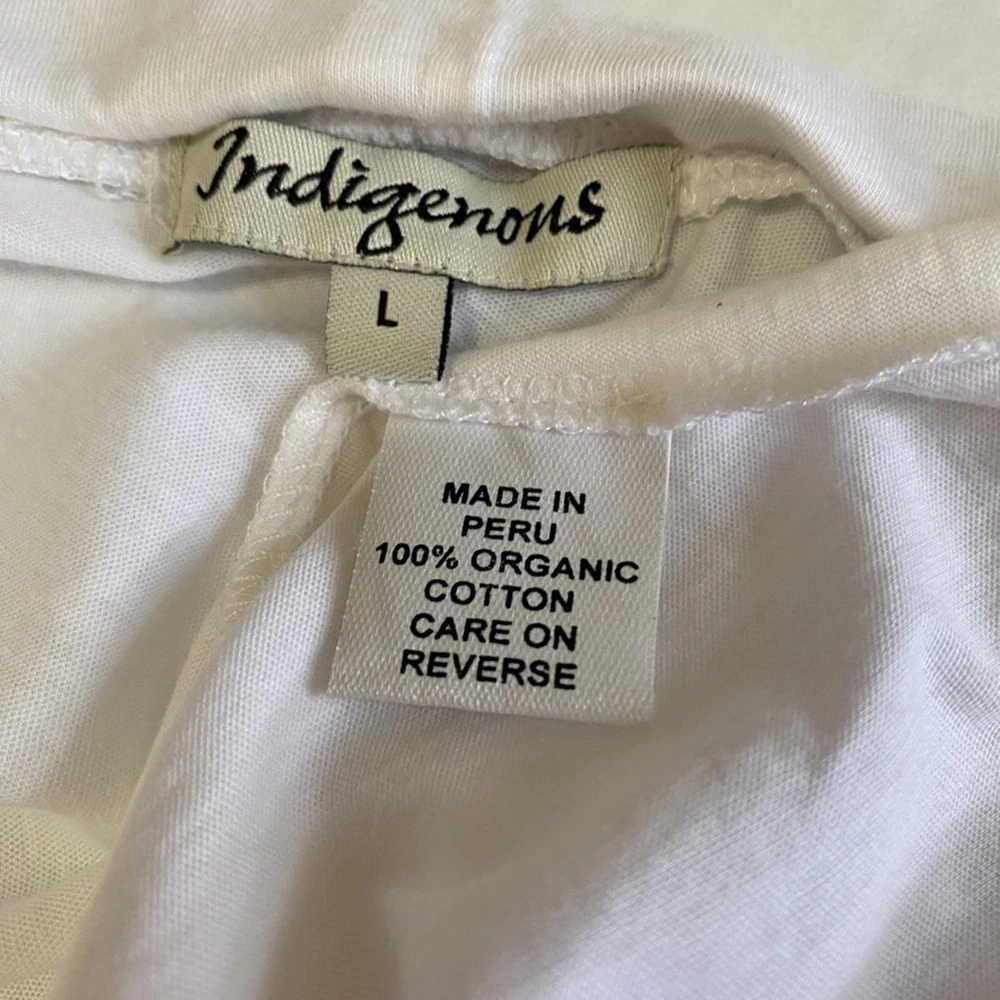 Indigenous
L
MADE IN
PERU
100% ORGANIC
COTTON
CARE ON
REVERSE